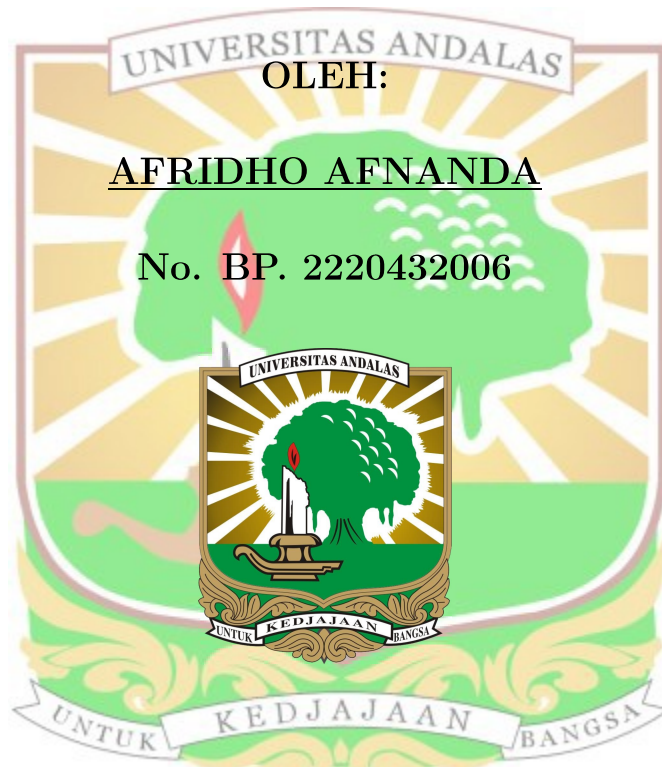 UNIVERSITAS ANDALAS
OLEH:
AFRIDHO AFNANDA
No. BP. 2220432006
UNIVERSITAS ANDALAS
UNTUK KEDJAJAAN BANGSA
UNTUK KEDJAJAAN BANGSA